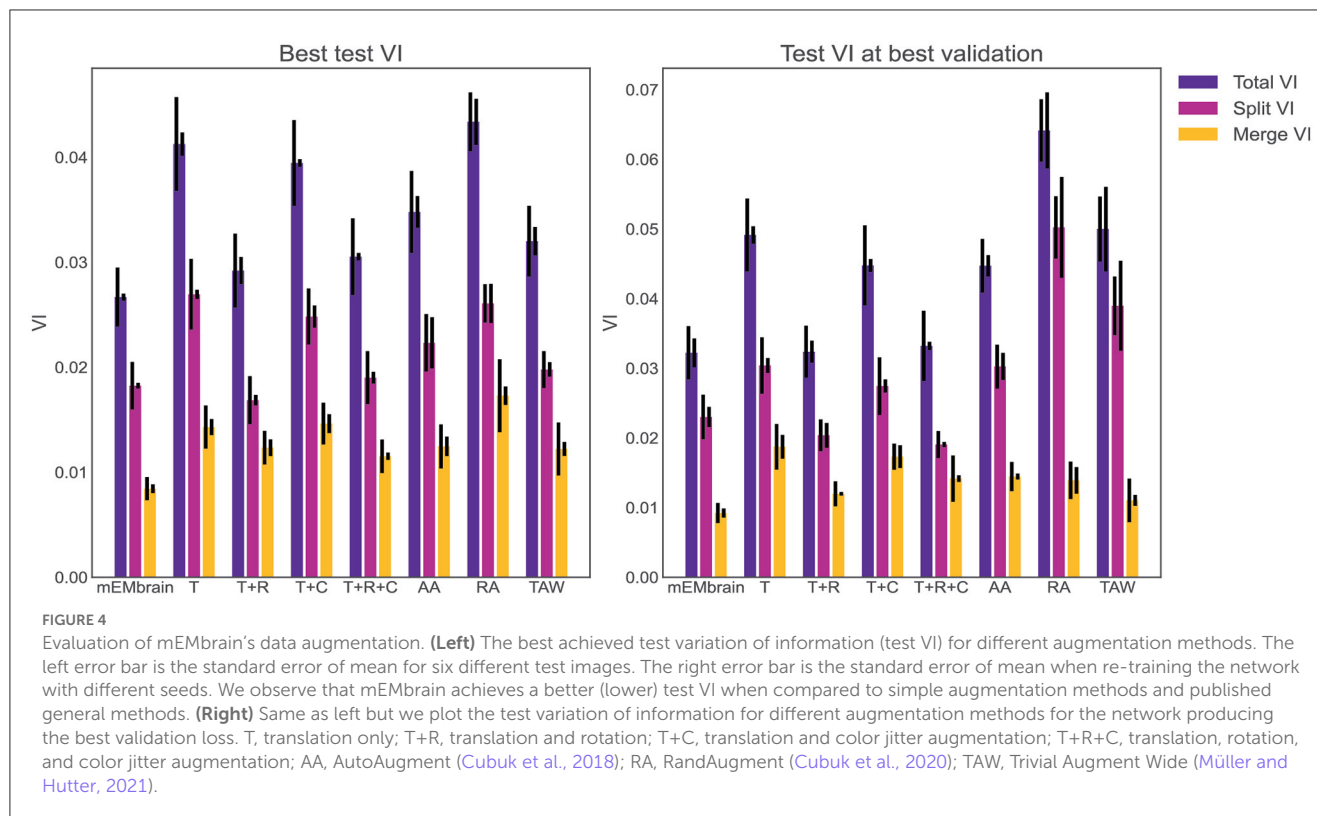 Best test VI
VI
0.04
0.03
0.02
0.01
0.00
mEMbrain T T+R T+C T+R+C AA RA TAW
Test VI at best validation
VI
0.07
0.06
0.05
0.04
0.03
0.02
0.01
0.00
mEMbrain T T+R T+C T+R+C AA RA TAW
Total VI
Split VI
Merge VI
FIGURE 4
Evaluation of mEMbrain's data augmentation. (Left) The best achieved test variation of information (test VI) for different augmentation methods. The
left error bar is the standard error of mean for six different test images. The right error bar is the standard error of mean when re-training the network
with different seeds. We observe that mEMbrain achieves a better (lower) test VI when compared to simple augmentation methods and published
general methods. (Right) Same as left but we plot the test variation of information for different augmentation methods for the network producing
the best validation loss. T, translation only; T+R, translation and rotation; T+C, translation and color jitter augmentation; T+R+C, translation, rotation,
and color jitter augmentation; AA, AutoAugment (Cubuk et al., 2018); RA, RandAugment (Cubuk et al., 2020); TAW, Trivial Augment Wide (Müller and
Hutter, 2021).